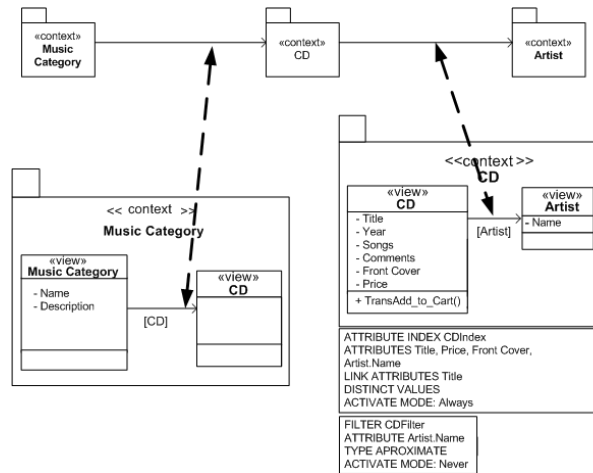 «context»
Music
Category
«context»
CD
«context»
Artist
<< context >>
Music Category
«view»
Music Category
- Name
- Description
[CD]
«view»
CD
<<context >>
CD
«view»
CD
- Title
- Year
- Songs
- Comments
- Front Cover
- Price
+ TransAdd_to_Cart()
[Artist]
«view»
Artist
- Name
ATTRIBUTE INDEX CDIndex
ATTRIBUTES Title, Price, Front Cover,
Artist.Name
LINK ATTRIBUTES Title
DISTINCT VALUES
ACTIVATE MODE: Always
FILTER CDFilter
ATTRIBUTE Artist.Name
TYPE APROXIMATE
ACTIVATE MODE: Never